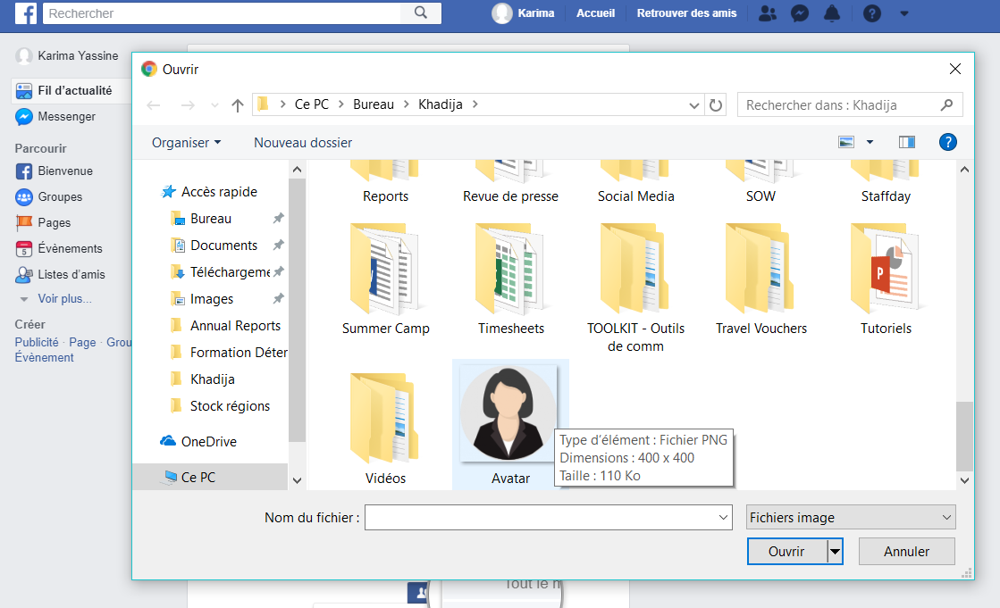 Rechercher
Karima
Accueil
Retrouver des amis
Karima Yassine
Fil d'actualité
Messenger
Parcourir
Bienvenue
Groupes
Pages
5
Évènements
Listes d'amis
Voir plus...
Créer
Publicité · Page · Grou
Évènement
Ouvrir
Ce PC > Bureau > Khadija >
Rechercher dans : Khadija
Organiser
Nouveau dossier
?
Accès rapide
Bureau
Documents
Téléchargeme
Images
Annual Reports
Formation Déter
Khadija
Stock régions
OneDrive
Ce PC
Reports
Revue de presse
Social Media
SOW
Staffday
Summer Camp
Timesheets
TOOLKIT - Outils
de comm
Travel Vouchers
P
Tutoriels
Vidéos
Avatar
Type d'élément : Fichier PNG
Dimensions : 400 x 400
Taille : 110 Ko
Nom du fichier :
Fichiers image
Ouvrir
Annuler
Tout le